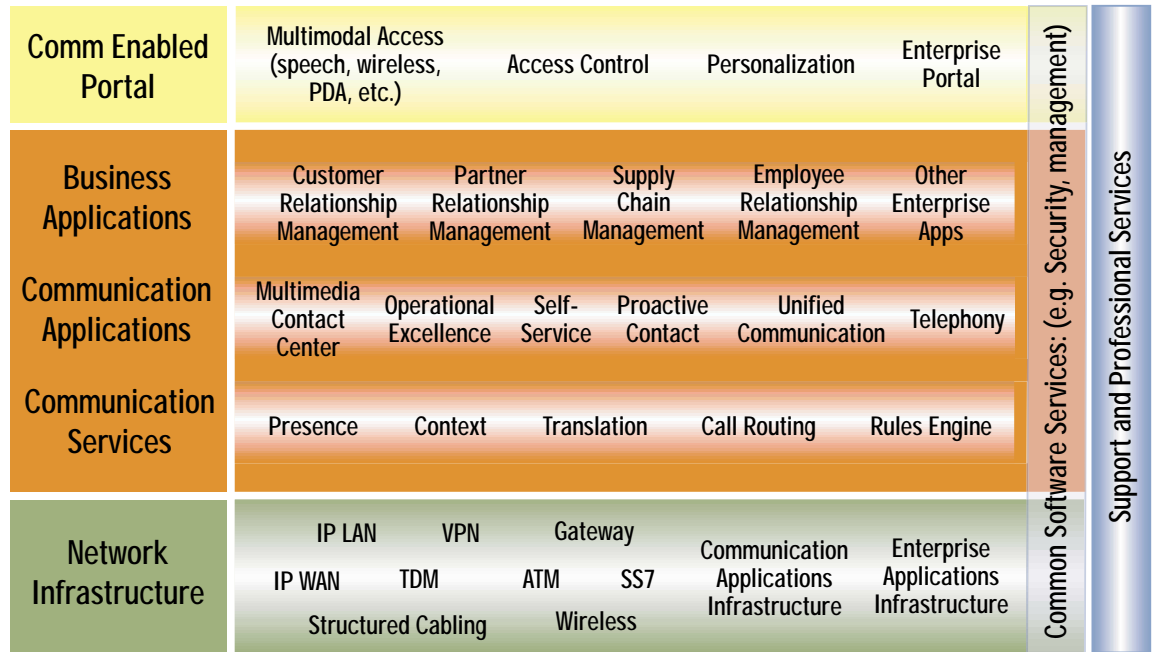 Comm Enabled
Portal
Multimodal Access
(speech, wireless,
PDA, etc.)
Access Control
Personalization
Enterprise
Portal
Business
Applications
Customer
Relationship
Management
Partner
Relationship
Management
Supply
Chain
Management
Employee
Relationship
Management
Other
Enterprise
Apps
Communication
Applications
Multimedia
Contact
Center
Operational
Excellence
Self-
Service
Proactive
Contact
Unified
Communication
Telephony
Communication
Services
Presence
Context
Translation
Call Routing
Rules Engine
Network
Infrastructure
IP LAN
VPN
Gateway
IP WAN
TDM
ATM
SS7
Structured Cabling
Wireless
Communication
Applications
Infrastructure
Enterprise
Applications
Infrastructure
Common Software Services: (e.g. Security, management)
Support and Professional Services